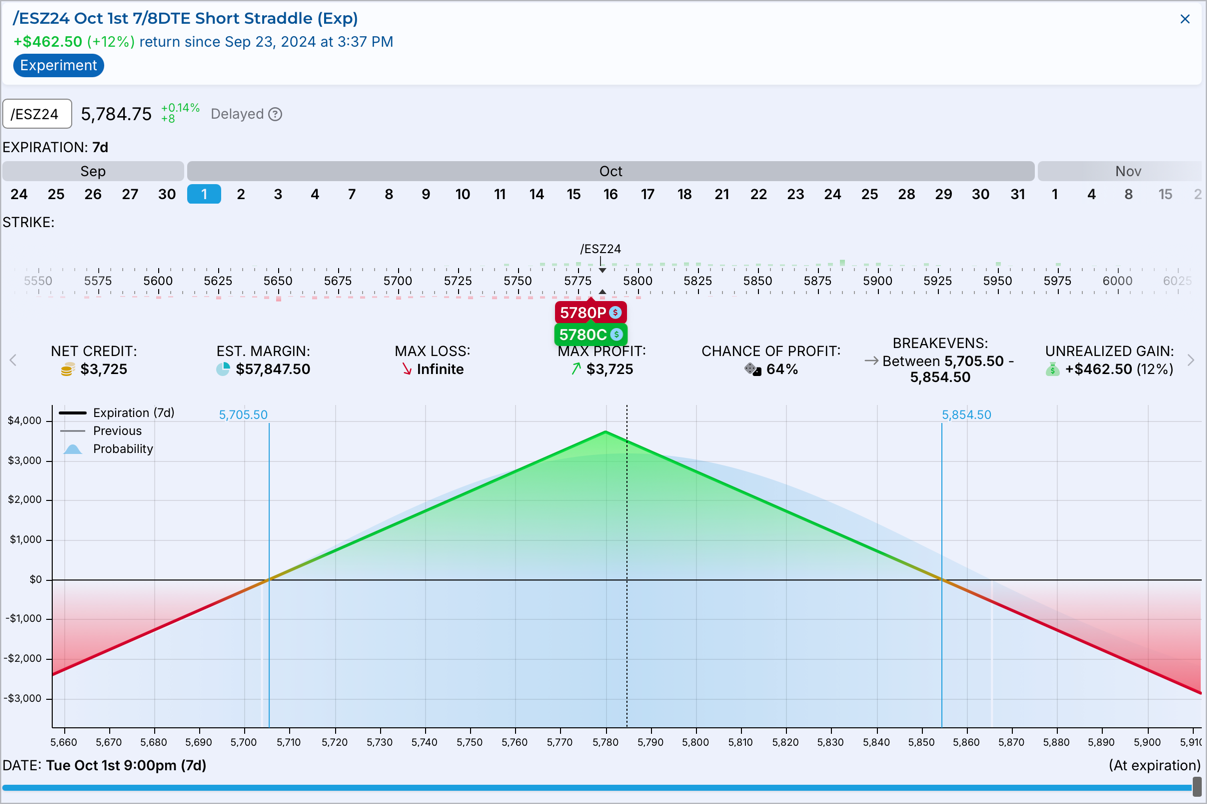 /ESZ24 Oct 1st 7/8DTE Short Straddle (Exp)
+$462.50 (+12%) return since Sep 23, 2024 at 3:37 PM
Experiment
/ESZ24 5,784.75 +0.14% +8 Delayed ?
EXPIRATION: 7d
Sep Oct Nov
24 25 26 27 30 1 2 3 4 7 8 9 10 11 14 15 16 17 18 21 22 23 24 25 28 29 30 31 1 4 8 15 2
STRIKE:
/ESZ24
5550 5575 5600 5625 5650 5675 5700 5725 5750 5775 5800 5825 5850 5875 5900 5925 5950 5975 6000 6025
5780P $
5780C $
NET CREDIT: EST. MARGIN: MAX LOSS: MAX PROFIT: CHANCE OF PROFIT: BREAKEVENS: UNREALIZED GAIN:
$3,725 $57,847.50 Infinite $3,725 64% Between 5,705.50 - 5,854.50 +$462.50 (12%)
Expiration (7d)
Previous
Probability
5,705.50 5,854.50
$4,000
$3,000
$2,000
$1,000
$0
-$1,000
-$2,000
-$3,000
5,660 5,670 5,680 5,690 5,700 5,710 5,720 5,730 5,740 5,750 5,760 5,770 5,780 5,790 5,800 5,810 5,820 5,830 5,840 5,850 5,860 5,870 5,880 5,890 5,900 5,910
DATE: Tue Oct 1st 9:00pm (7d) (At expiration)